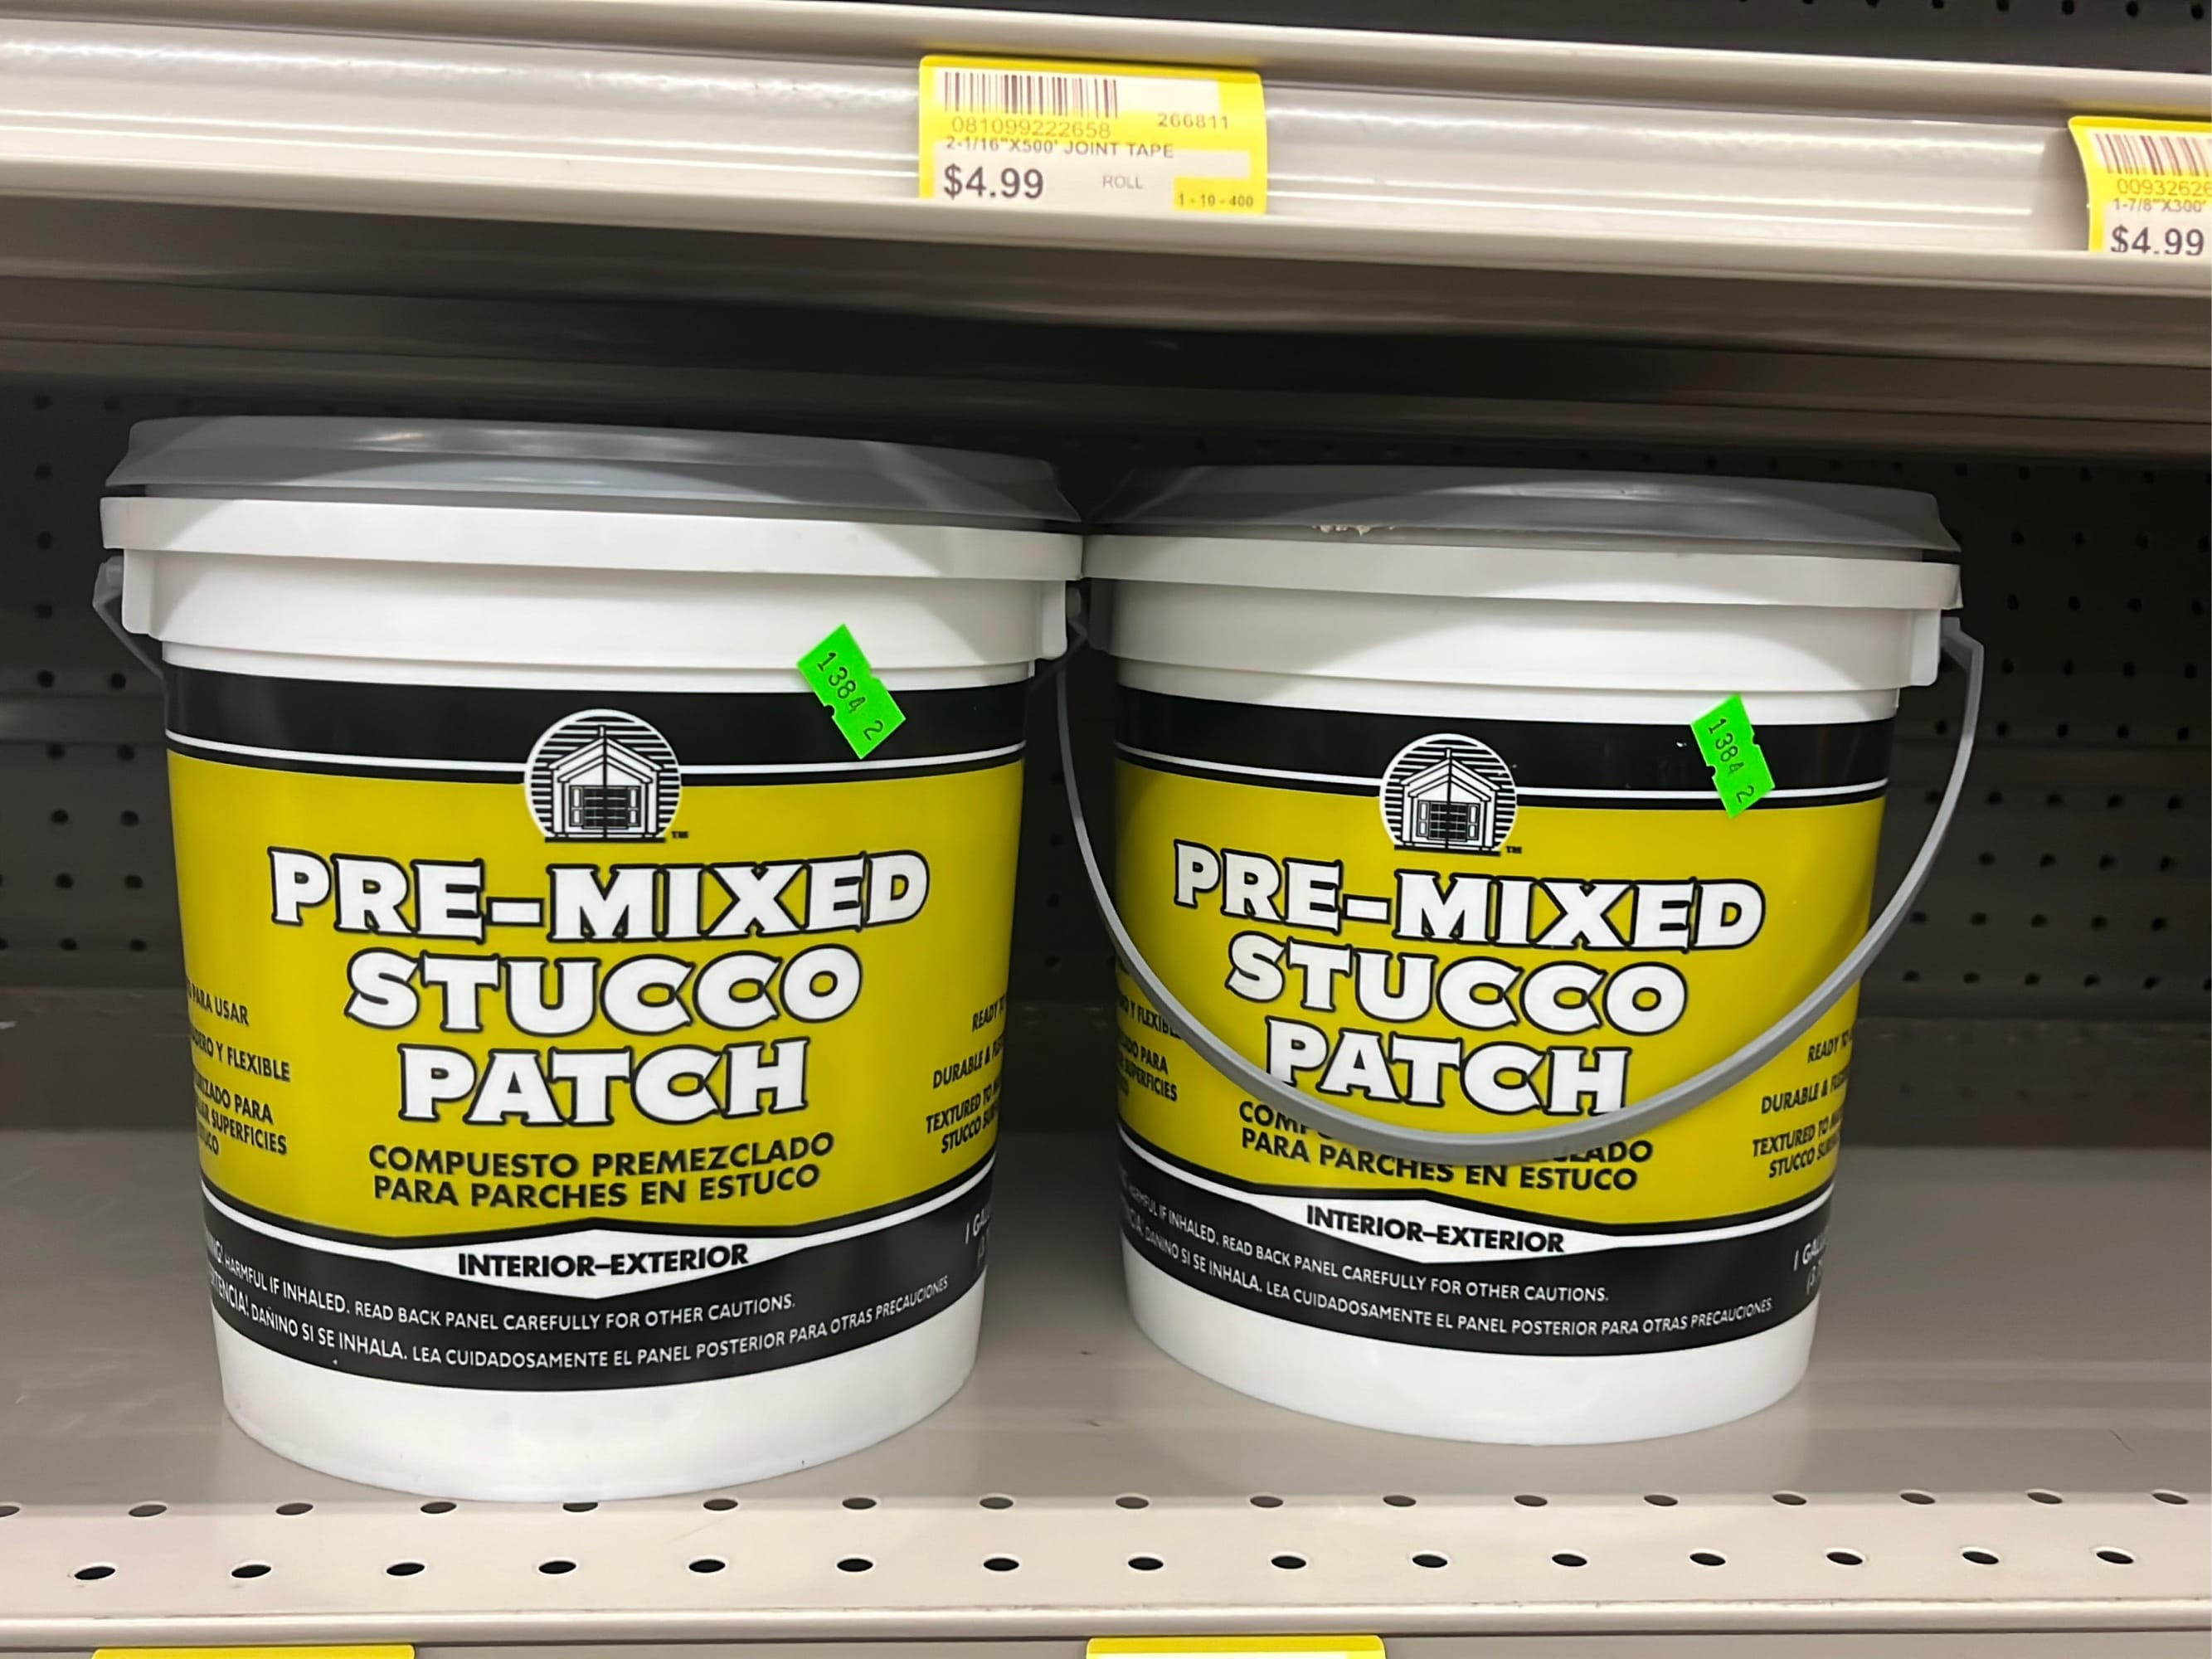 081099222658 266811
2-1/16"X500' JOINT TAPE
$4.99 ROLL
1 - 10 - 400
1-7/8"X300'
$4.99
1384 2
TM
PRE-MIXED
STUCCO
PATCH
COMPUESTO PREMEZCLADO
PARA PARCHES EN ESTUCO
INTERIOR–EXTERIOR
PARA USAR
Y FLEXIBLE
PARA
SUPERFICIES
READY
DURABLE &
TEXTURED TO
STUCCO
HARMFUL IF INHALED. READ BACK PANEL CAREFULLY FOR OTHER CAUTIONS.
DAÑINO SI SE INHALA. LEA CUIDADOSAMENTE EL PANEL POSTERIOR PARA OTRAS PRECAUCIONES.
1384 2
TM
PRE-MIXED
STUCCO
PATCH
PARA PARCHES EN ESTUCO
INTERIOR–EXTERIOR
Y
PARA
SUPERFICIES
READY TO
DURABLE &
TEXTURED TO
STUCCO
IF INHALED. READ BACK PANEL CAREFULLY FOR OTHER CAUTIONS.
DANINO SI SE INHALA. LEA CUIDADOSAMENTE EL PANEL POSTERIOR PARA OTRAS PRECAUCIONES.